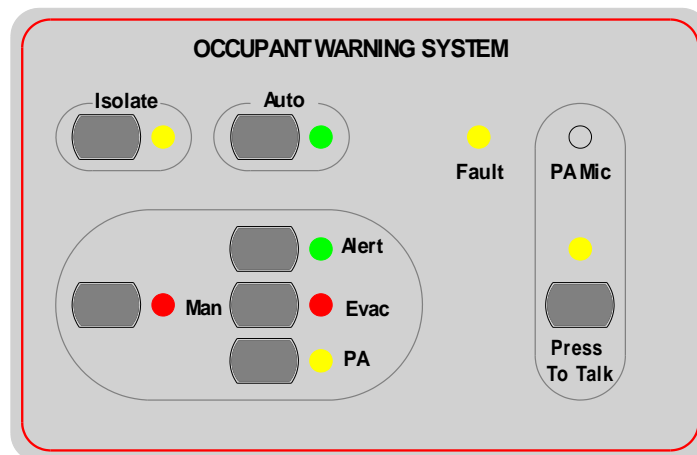 OCCUPANT WARNING SYSTEM
Isolate
Auto
Fault
PA Mic
Alert
Man
Evac
PA
Press
To Talk